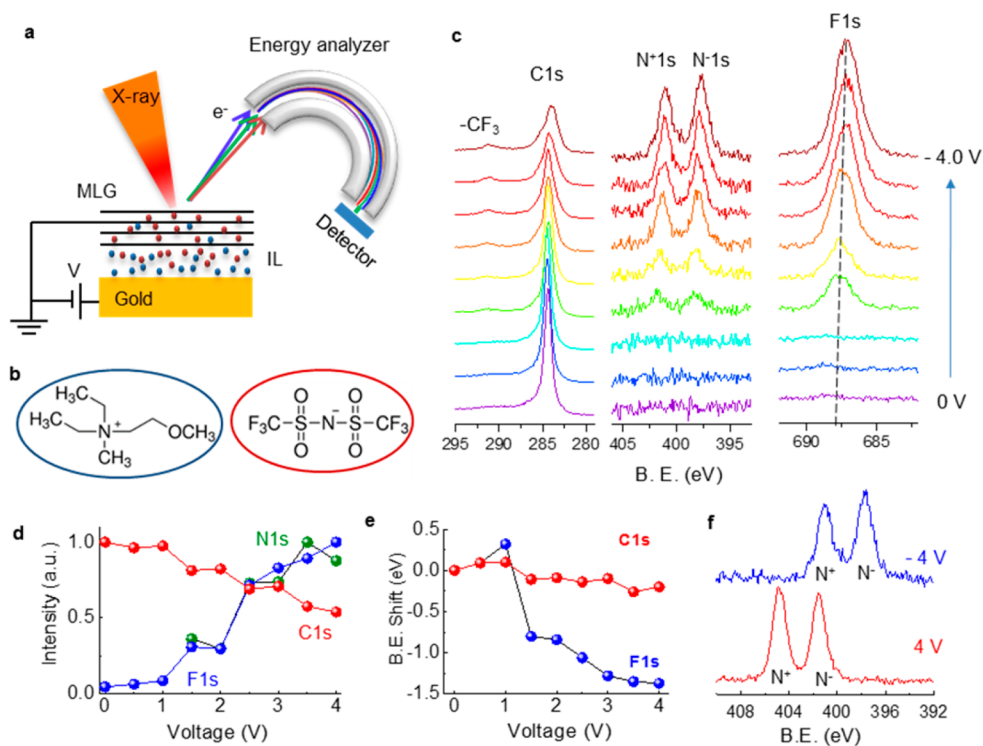 a
Energy analyzer
X-ray
e-
MLG
Detector
IL
V
Gold
b
H₃C
H₃C
N⁺
OCH₃
CH₃
O O
F₃C-S-N⁻-S-CF₃
O O
c
F1s
N⁺1s N⁻1s
C1s
-CF₃
- 4.0 V
0 V
295 290 285 280 405 400 395 690 685
B. E. (eV)
d
1.0
0.5
0.0
Intensity (a.u.)
N1s
C1s
F1s
0 1 2 3 4
Voltage (V)
e
0.5
0.0
-0.5
-1.0
-1.5
B.E. Shift (eV)
C1s
F1s
0 1 2 3 4
Voltage (V)
f
N⁺ N⁻
- 4 V
4 V
N⁺ N⁻
408 404 400 396 392
B.E. (eV)